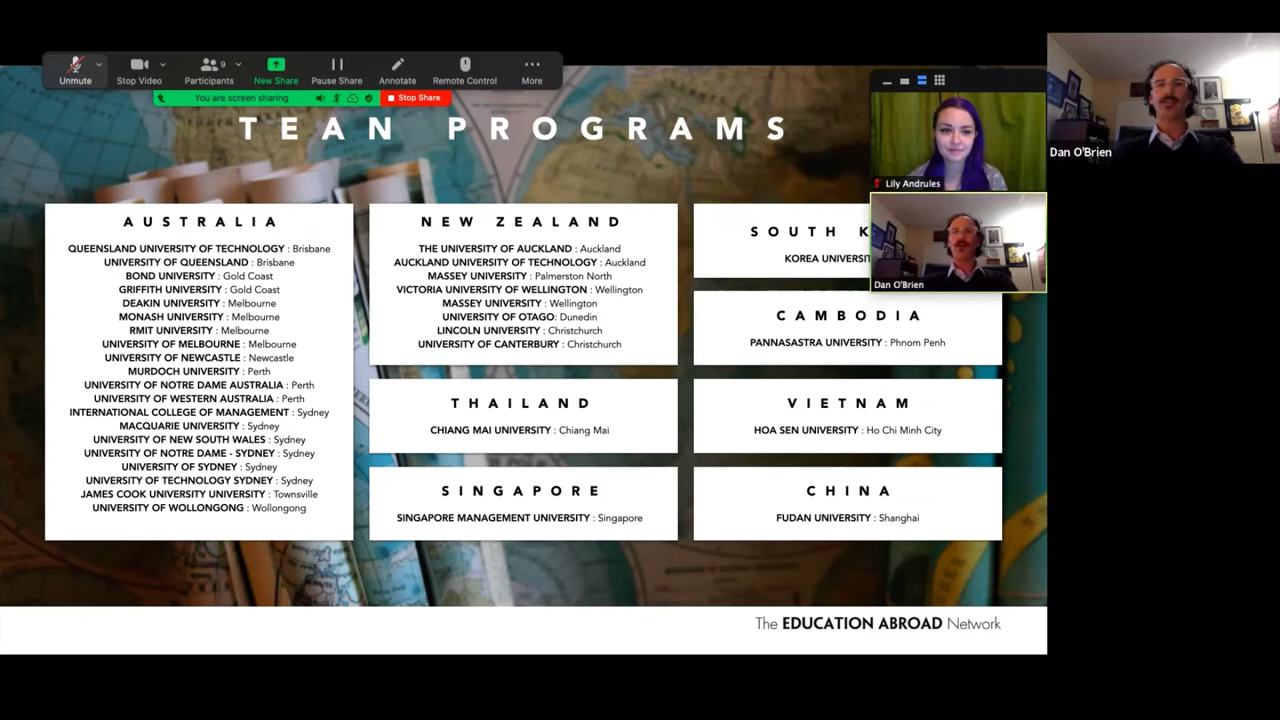 Unmute
Stop Video
9
Participants
New Share
Pause Share
Annotate
Remote Control
More
You are screen sharing
Stop Share
TEAN PROGRAMS
Lily Andrules
Dan O'Brien
Dan O'Brien
AUSTRALIA
QUEENSLAND UNIVERSITY OF TECHNOLOGY : Brisbane
UNIVERSITY OF QUEENSLAND : Brisbane
BOND UNIVERSITY : Gold Coast
GRIFFITH UNIVERSITY : Gold Coast
DEAKIN UNIVERSITY : Melbourne
MONASH UNIVERSITY : Melbourne
RMIT UNIVERSITY : Melbourne
UNIVERSITY OF MELBOURNE : Melbourne
UNIVERSITY OF NEWCASTLE : Newcastle
MURDOCH UNIVERSITY : Perth
UNIVERSITY OF NOTRE DAME AUSTRALIA : Perth
UNIVERSITY OF WESTERN AUSTRALIA : Perth
INTERNATIONAL COLLEGE OF MANAGEMENT : Sydney
MACQUARIE UNIVERSITY : Sydney
UNIVERSITY OF NEW SOUTH WALES : Sydney
UNIVERSITY OF NOTRE DAME - SYDNEY : Sydney
UNIVERSITY OF SYDNEY : Sydney
UNIVERSITY OF TECHNOLOGY SYDNEY : Sydney
JAMES COOK UNIVERSITY UNIVERSITY : Townsville
UNIVERSITY OF WOLLONGONG : Wollongong
NEW ZEALAND
THE UNIVERSITY OF AUCKLAND : Auckland
AUCKLAND UNIVERSITY OF TECHNOLOGY : Auckland
MASSEY UNIVERSITY : Palmerston North
VICTORIA UNIVERSITY OF WELLINGTON : Wellington
MASSEY UNIVERSITY : Wellington
UNIVERSITY OF OTAGO: Dunedin
LINCOLN UNIVERSITY : Christchurch
UNIVERSITY OF CANTERBURY : Christchurch
THAILAND
CHIANG MAI UNIVERSITY : Chiang Mai
SINGAPORE
SINGAPORE MANAGEMENT UNIVERSITY : Singapore
SOUTH K
KOREA UNIVERSIT
CAMBODIA
PANNASASTRA UNIVERSITY : Phnom Penh
VIETNAM
HOA SEN UNIVERSITY : Ho Chi Minh City
CHINA
FUDAN UNIVERSITY : Shanghai
The EDUCATION ABROAD Network